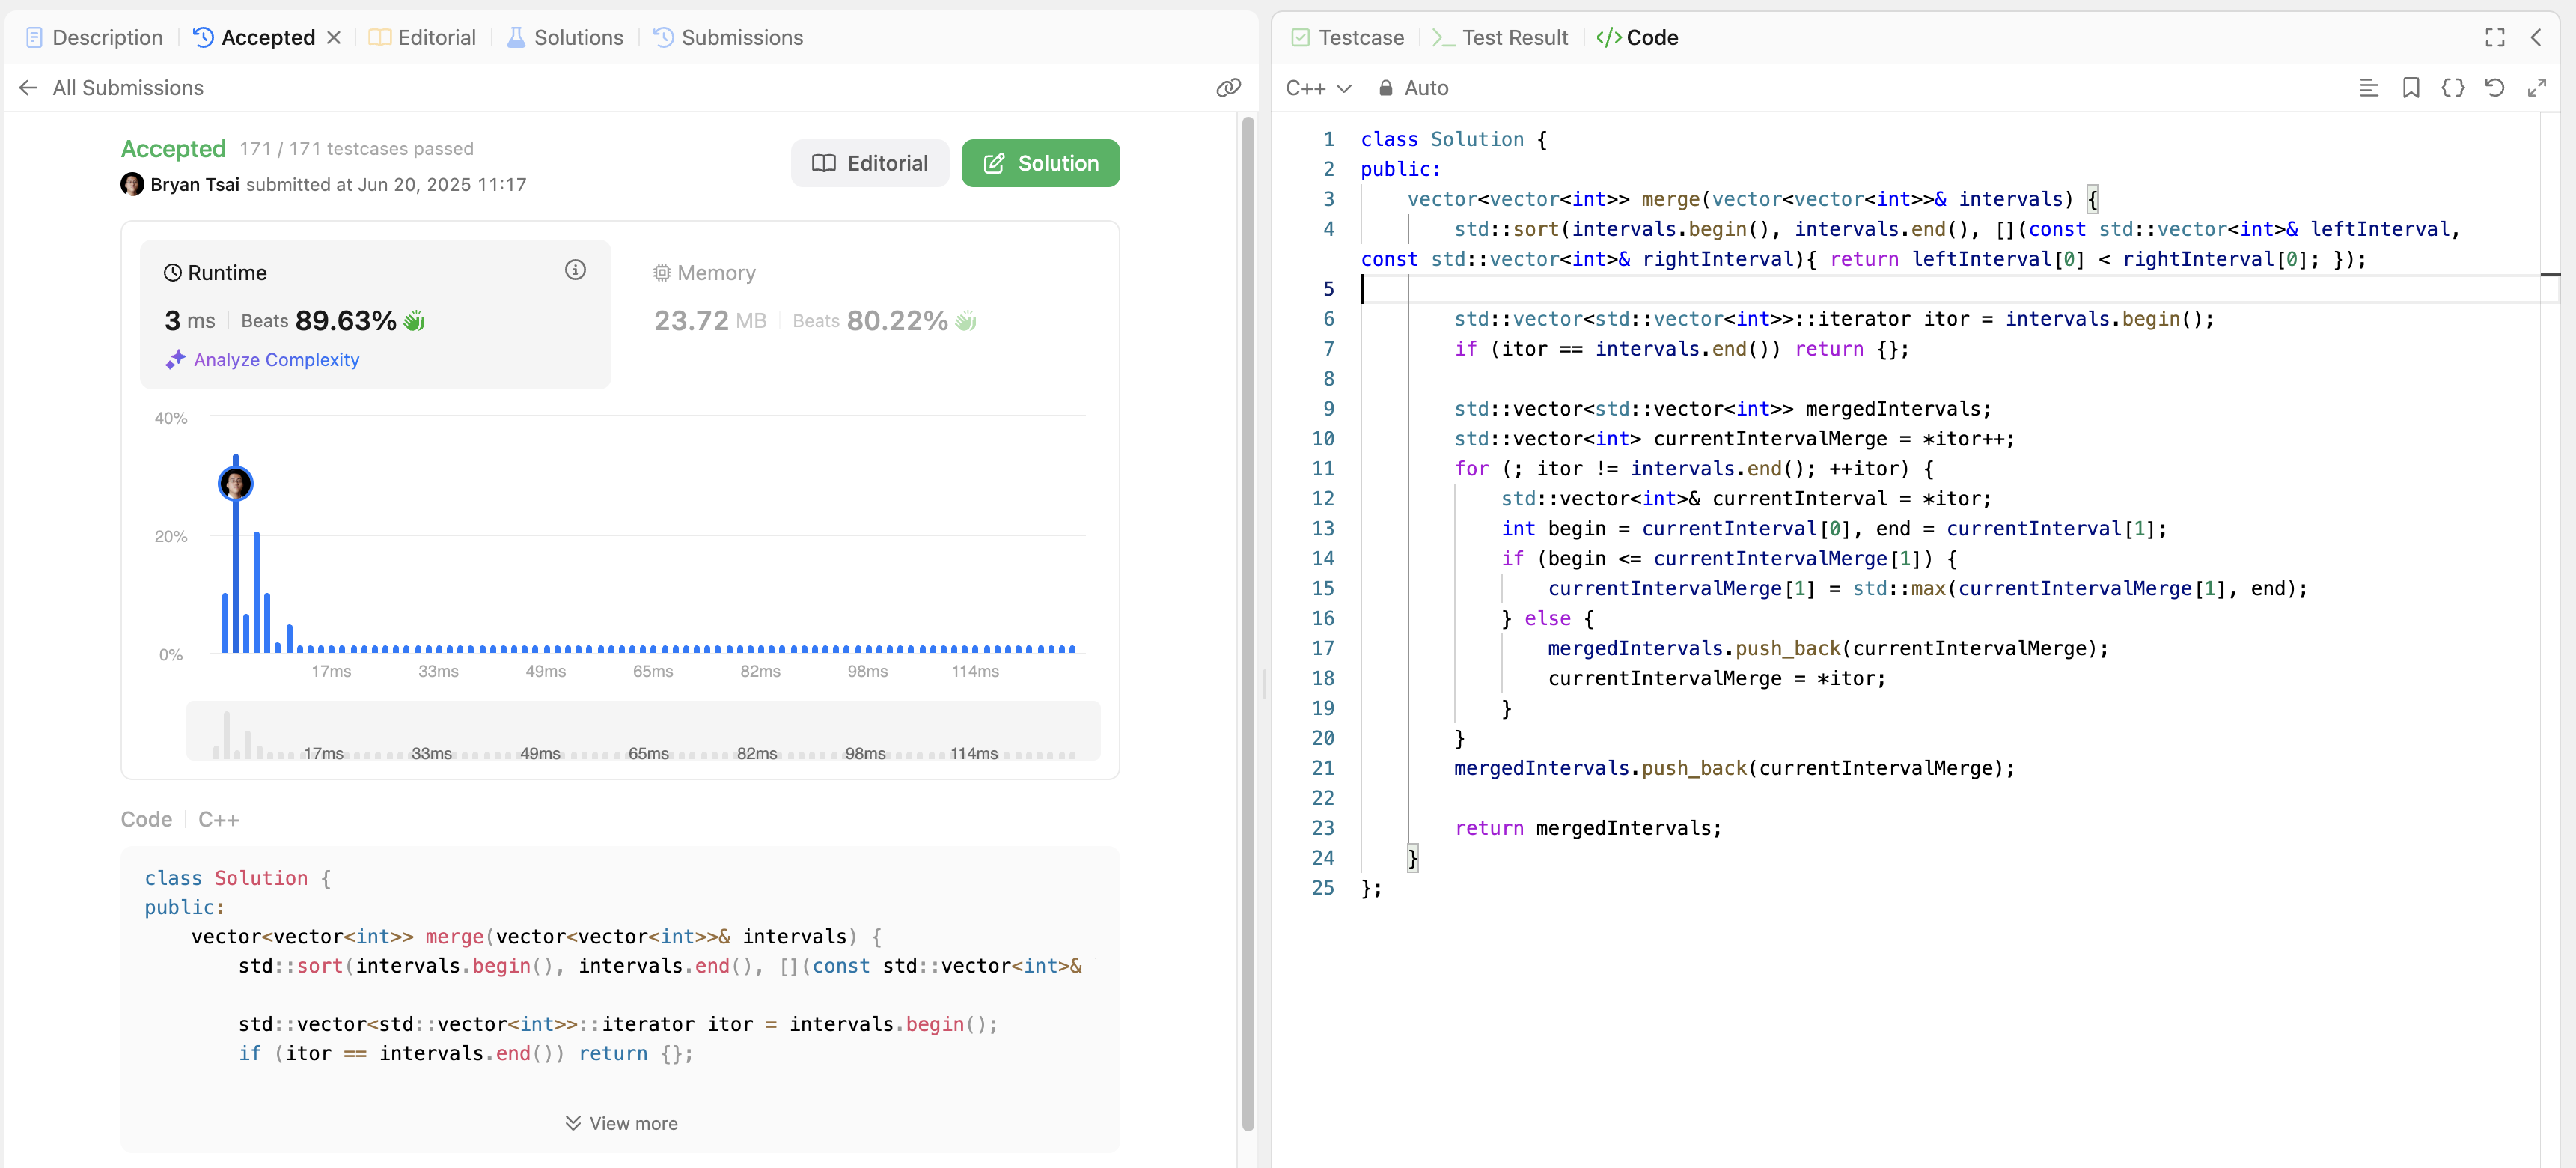 Description
Accepted
Editorial
Solutions
Submissions
All Submissions
Accepted 171 / 171 testcases passed
Bryan Tsai submitted at Jun 20, 2025 11:17
Editorial
Solution
Runtime
3 ms Beats 89.63%
Analyze Complexity
Memory
23.72 MB Beats 80.22%
40%
20%
0%
17ms 33ms 49ms 65ms 82ms 98ms 114ms
17ms 33ms 49ms 65ms 82ms 98ms 114ms
Code C++
class Solution {
public:
    vector<vector<int>> merge(vector<vector<int>>& intervals) {
        std::sort(intervals.begin(), intervals.end(), [](const std::vector<int>&
        std::vector<std::vector<int>>::iterator itor = intervals.begin();
        if (itor == intervals.end()) return {};
View more
Testcase
Test Result
</> Code
C++ Auto
1 class Solution {
2 public:
3     vector<vector<int>> merge(vector<vector<int>>& intervals) {
4         std::sort(intervals.begin(), intervals.end(), [](const std::vector<int>& leftInterval,
const std::vector<int>& rightInterval){ return leftInterval[0] < rightInterval[0]; });
5
6         std::vector<std::vector<int>>::iterator itor = intervals.begin();
7         if (itor == intervals.end()) return {};
8
9         std::vector<std::vector<int>> mergedIntervals;
10         std::vector<int> currentIntervalMerge = *itor++;
11         for (; itor != intervals.end(); ++itor) {
12             std::vector<int>& currentInterval = *itor;
13             int begin = currentInterval[0], end = currentInterval[1];
14             if (begin <= currentIntervalMerge[1]) {
15                 currentIntervalMerge[1] = std::max(currentIntervalMerge[1], end);
16             } else {
17                 mergedIntervals.push_back(currentIntervalMerge);
18                 currentIntervalMerge = *itor;
19             }
20         }
21         mergedIntervals.push_back(currentIntervalMerge);
22
23         return mergedIntervals;
24     }
25 };